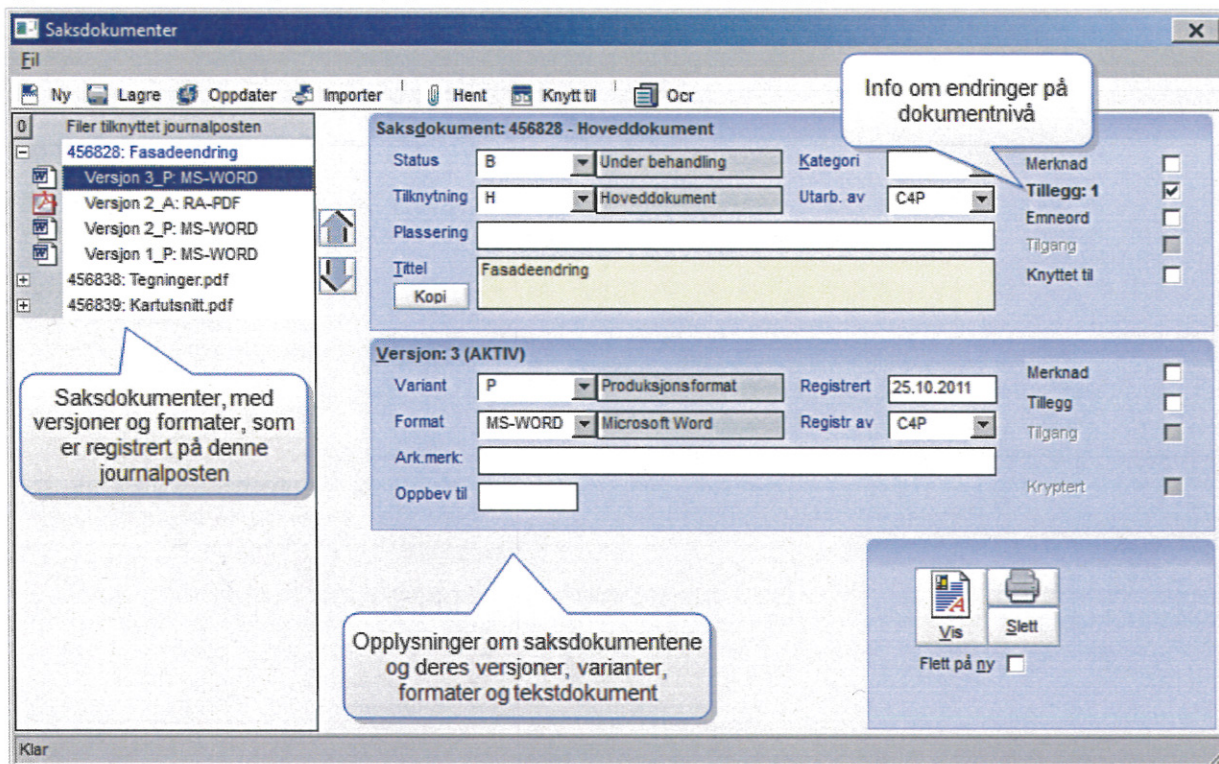 Saksdokumenter
Fil
Ny Lagre Oppdater Importer Hent Knytt til Ocr
Info om endringer på
dokumentnivå
0 Filer tilknyttet journalposten
456828: Fasadeendring
Versjon 3_P: MS-WORD
Versjon 2_A: RA-PDF
Versjon 2_P: MS-WORD
Versjon 1_P: MS-WORD
456838: Tegninger.pdf
456839: Kartutsnitt.pdf
Saksdokumenter, med
versjoner og formater, som
er registrert på denne
journalposten
Saksdokument: 456828 - Hoveddokument
Status B Under behandling Kategori
Tilknytning H Hoveddokument Utarb. av C4P
Plassering
Tittel Fasadeendring
Kopi
Merknad
Tillegg: 1
Emneord
Tilgang
Knyttet til
Versjon: 3 (AKTIV)
Variant P Produksjonsformat Registrert 25.10.2011
Format MS-WORD Microsoft Word Registr av C4P
Ark.merk:
Oppbev til
Merknad
Tillegg
Tilgang
Kryptert
Opplysninger om saksdokumentene
og deres versjoner, varianter,
formater og tekstdokument
Vis Slett
Flett på ny
Klar